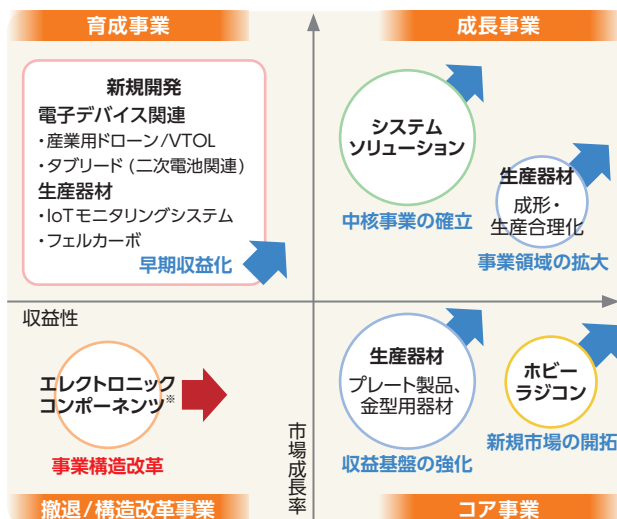 育成事業
新規開発
電子デバイス関連
・産業用ドローン/VTOL
・タブリード（二次電池関連）
生産器材
・IoTモニタリングシステム
・フェルカーボ
早期収益化
成長事業
システム
ソリューション
中核事業の確立
生産器材
成形・
生産合理化
事業領域の拡大
収益性
エレクトロニック
コンポーネンツ※
事業構造改革
撤退/構造改革事業
市場成長率
生産器材
プレート製品、
金型用器材
収益基盤の強化
ホビー
ラジコン
新規市場の開拓
コア事業